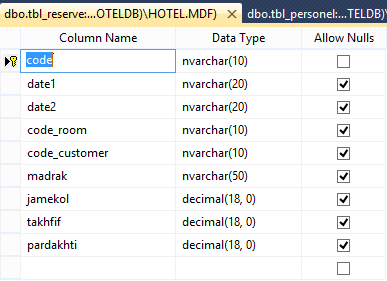 dbo.tbl_reserve:...OTELDB)\HOTEL.MDF) dbo.tbl_personel:...TELDB)
Column Name Data Type Allow Nulls
code nvarchar(10)
date1 nvarchar(20)
date2 nvarchar(20)
code_room nvarchar(10)
code_customer nvarchar(10)
madrak nvarchar(50)
jamekol decimal(18, 0)
takhfif decimal(18, 0)
pardakhti decimal(18, 0)